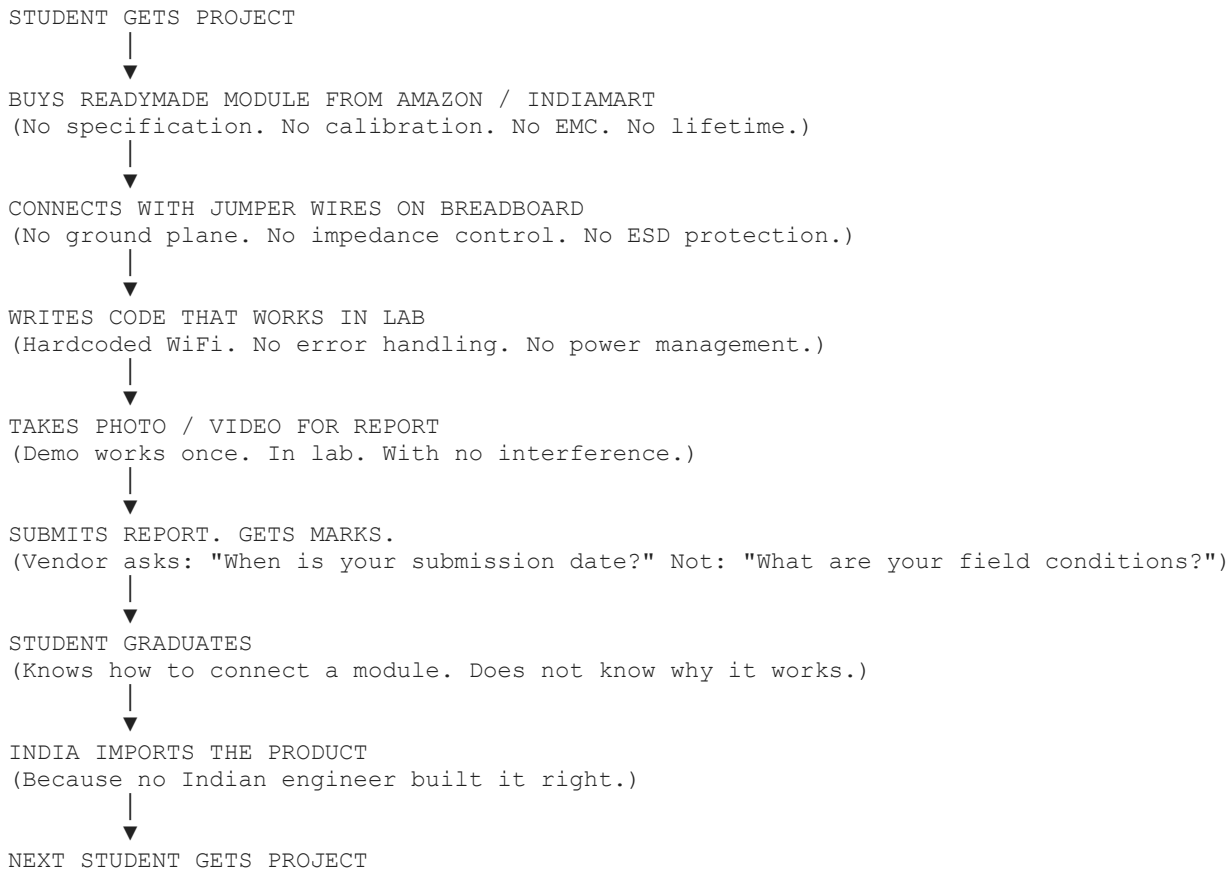 STUDENT GETS PROJECT
BUYS READYMADE MODULE FROM AMAZON / INDIAMART
(No specification. No calibration. No EMC. No lifetime.)
CONNECTS WITH JUMPER WIRES ON BREADBOARD
(No ground plane. No impedance control. No ESD protection.)
WRITES CODE THAT WORKS IN LAB
(Hardcoded WiFi. No error handling. No power management.)
TAKES PHOTO / VIDEO FOR REPORT
(Demo works once. In lab. With no interference.)
SUBMITS REPORT. GETS MARKS.
(Vendor asks: "When is your submission date?" Not: "What are your field conditions?")
STUDENT GRADUATES
(Knows how to connect a module. Does not know why it works.)
INDIA IMPORTS THE PRODUCT
(Because no Indian engineer built it right.)
NEXT STUDENT GETS PROJECT